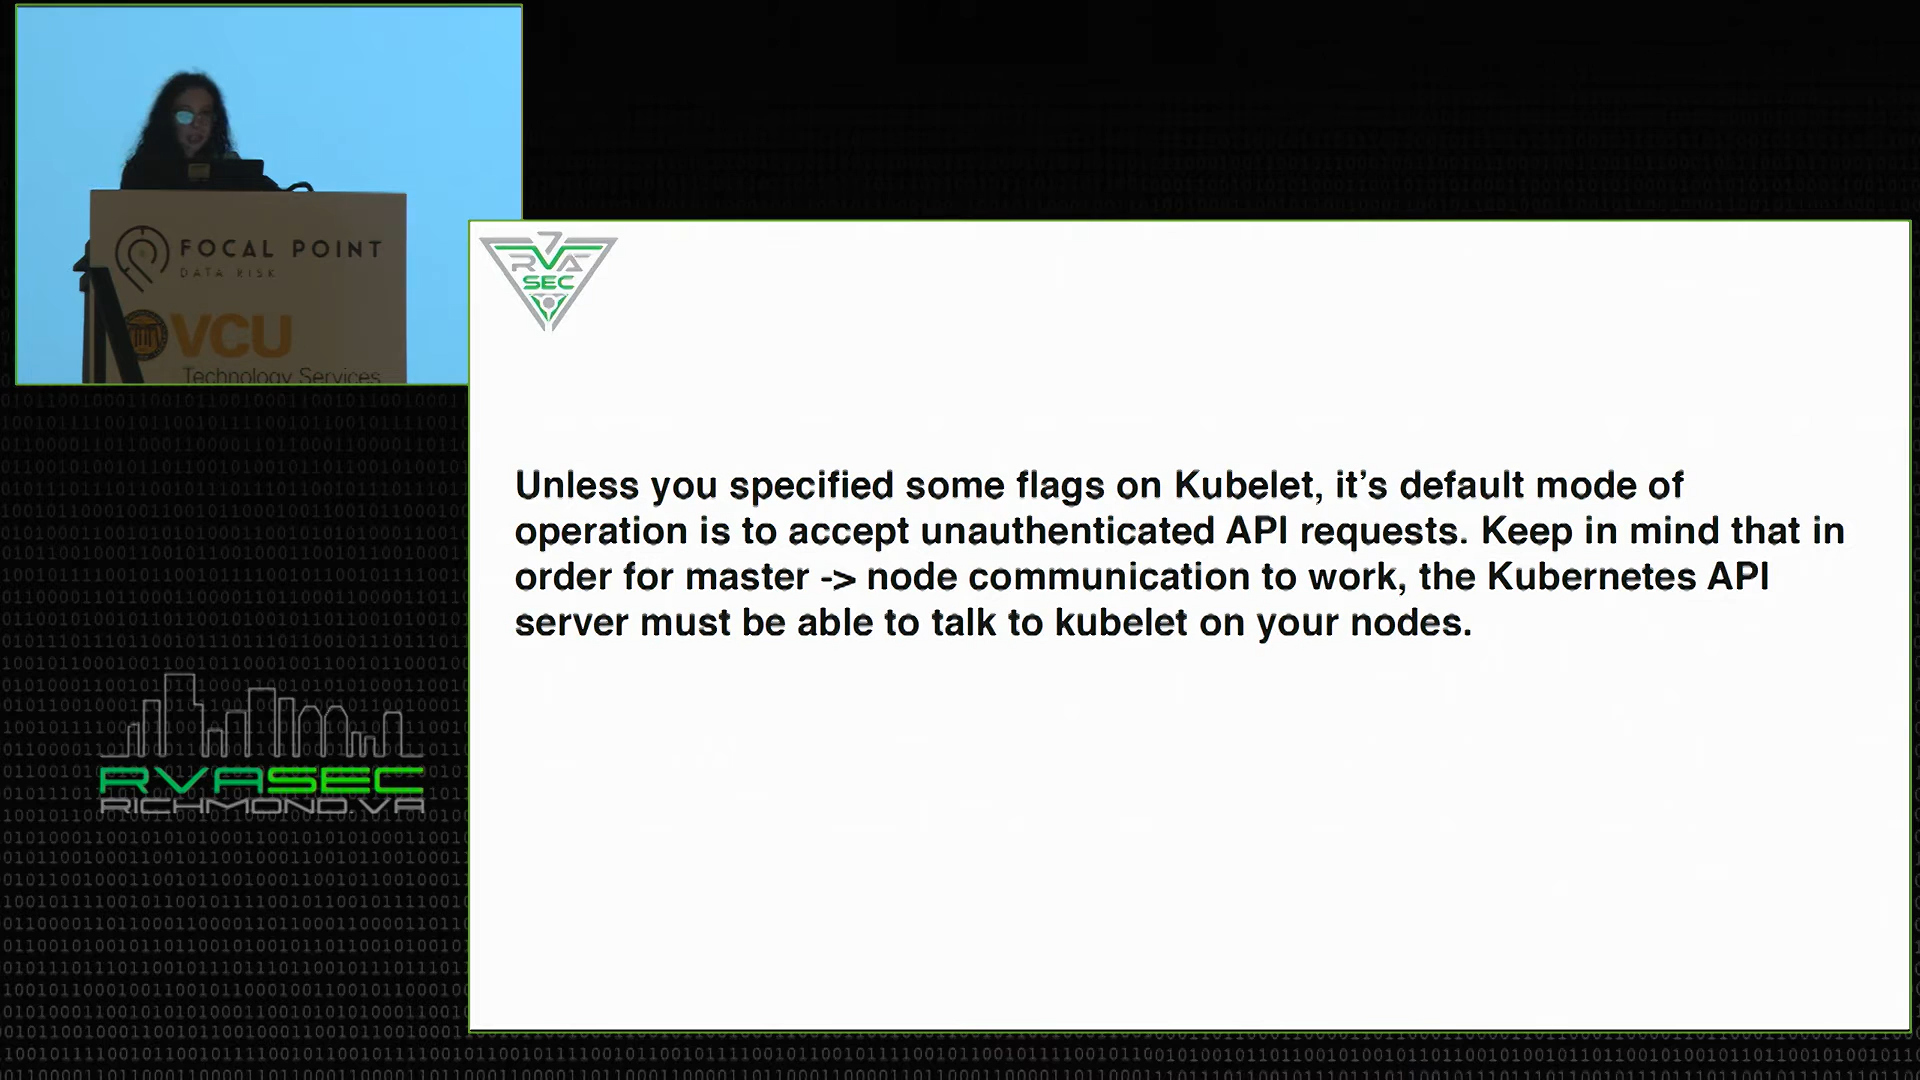 FOCAL POINT
DATA RISK
VCU
Technology Services
7
RVA
SEC
Unless you specified some flags on Kubelet, it’s default mode of
operation is to accept unauthenticated API requests. Keep in mind that in
order for master -> node communication to work, the Kubernetes API
server must be able to talk to kubelet on your nodes.
RVASEC
RICHMOND.VA